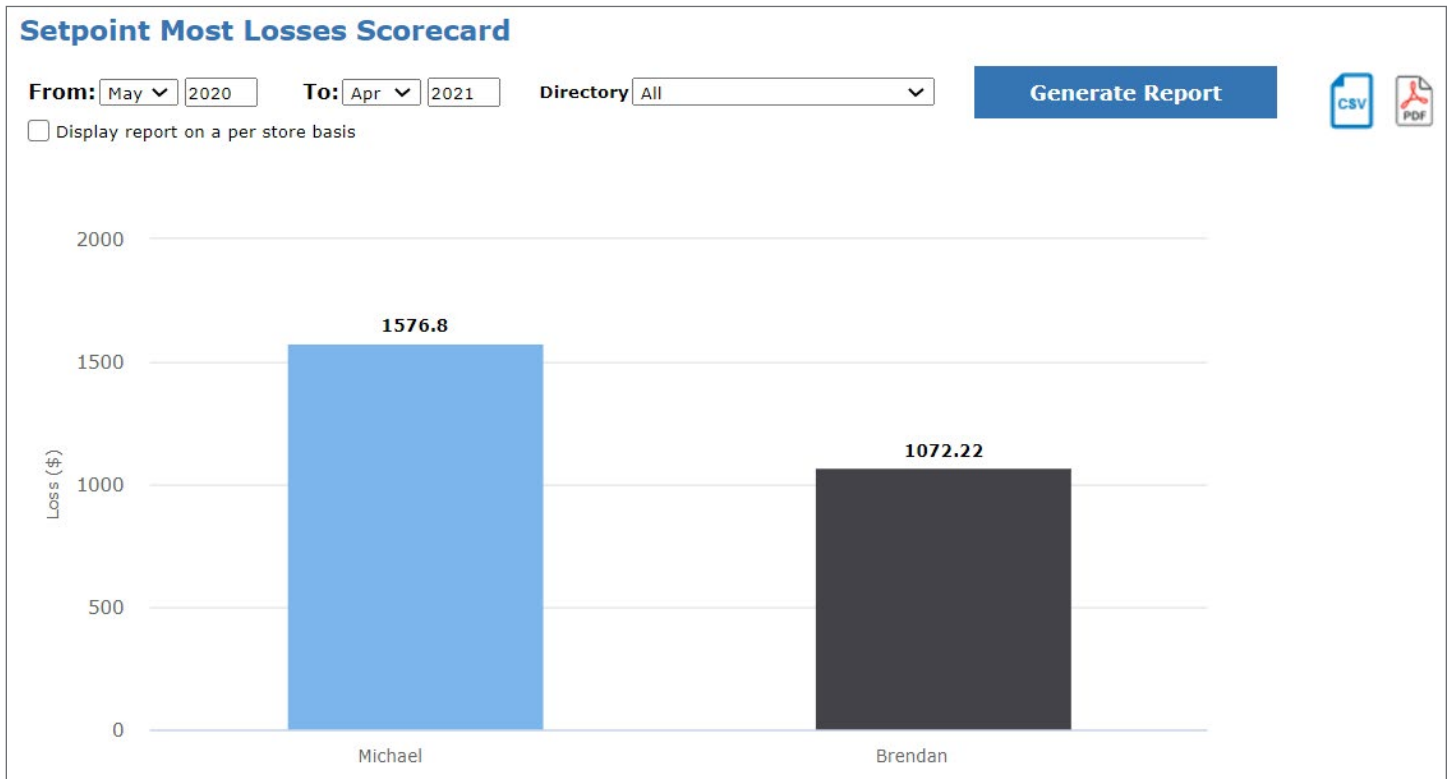 Setpoint Most Losses Scorecard
From: May 2020 To: Apr 2021 Directory All Generate Report CSV PDF
Display report on a per store basis
2000
1576.8
1500
1072.22
Loss ($)
1000
500
0
Michael Brendan